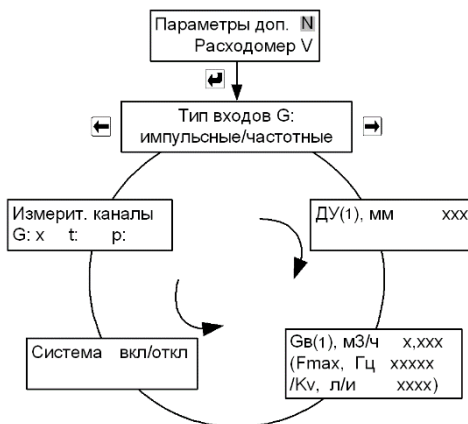 Параметры доп. N
Расходомер V
Тип входов G:
импульсные/частотные
Измерит. каналы
G: x t: p:
ДУ(1), мм xxx
Система вкл/откл
Gв(1), м3/ч x,xxx
(Fmax, Гц xxxxx
/Kv, л/и xxxx)